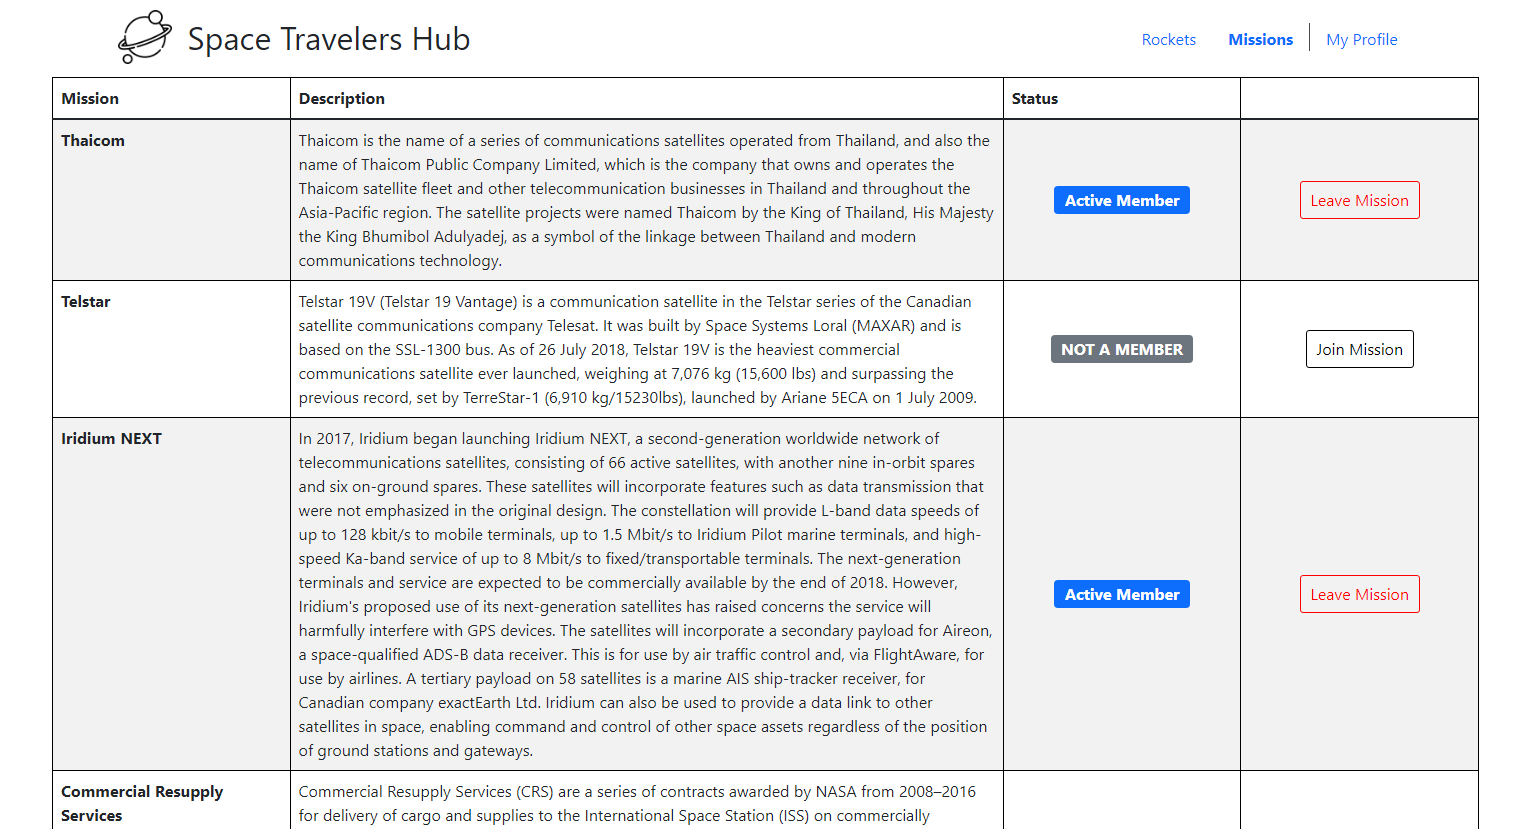 Space Travelers Hub
Rockets
Missions
My Profile
Mission
Description
Status
Thaicom
Thaicom is the name of a series of communications satellites operated from Thailand, and also the
name of Thaicom Public Company Limited, which is the company that owns and operates the
Thaicom satellite fleet and other telecommunication businesses in Thailand and throughout the
Asia-Pacific region. The satellite projects were named Thaicom by the King of Thailand, His Majesty
the King Bhumibol Adulyadej, as a symbol of the linkage between Thailand and modern
communications technology.
Active Member
Leave Mission
Telstar
Telstar 19V (Telstar 19 Vantage) is a communication satellite in the Telstar series of the Canadian
satellite communications company Telesat. It was built by Space Systems Loral (MAXAR) and is
based on the SSL-1300 bus. As of 26 July 2018, Telstar 19V is the heaviest commercial
communications satellite ever launched, weighing at 7,076 kg (15,600 lbs) and surpassing the
previous record, set by TerreStar-1 (6,910 kg/15230lbs), launched by Ariane 5ECA on 1 July 2009.
NOT A MEMBER
Join Mission
Iridium NEXT
In 2017, Iridium began launching Iridium NEXT, a second-generation worldwide network of
telecommunications satellites, consisting of 66 active satellites, with another nine in-orbit spares
and six on-ground spares. These satellites will incorporate features such as data transmission that
were not emphasized in the original design. The constellation will provide L-band data speeds of
up to 128 kbit/s to mobile terminals, up to 1.5 Mbit/s to Iridium Pilot marine terminals, and high-
speed Ka-band service of up to 8 Mbit/s to fixed/transportable terminals. The next-generation
terminals and service are expected to be commercially available by the end of 2018. However,
Iridium's proposed use of its next-generation satellites has raised concerns the service will
harmfully interfere with GPS devices. The satellites will incorporate a secondary payload for Aireon,
a space-qualified ADS-B data receiver. This is for use by air traffic control and, via FlightAware, for
use by airlines. A tertiary payload on 58 satellites is a marine AIS ship-tracker receiver, for
Canadian company exactEarth Ltd. Iridium can also be used to provide a data link to other
satellites in space, enabling command and control of other space assets regardless of the position
of ground stations and gateways.
Active Member
Leave Mission
Commercial Resupply
Services
Commercial Resupply Services (CRS) are a series of contracts awarded by NASA from 2008–2016
for delivery of cargo and supplies to the International Space Station (ISS) on commercially